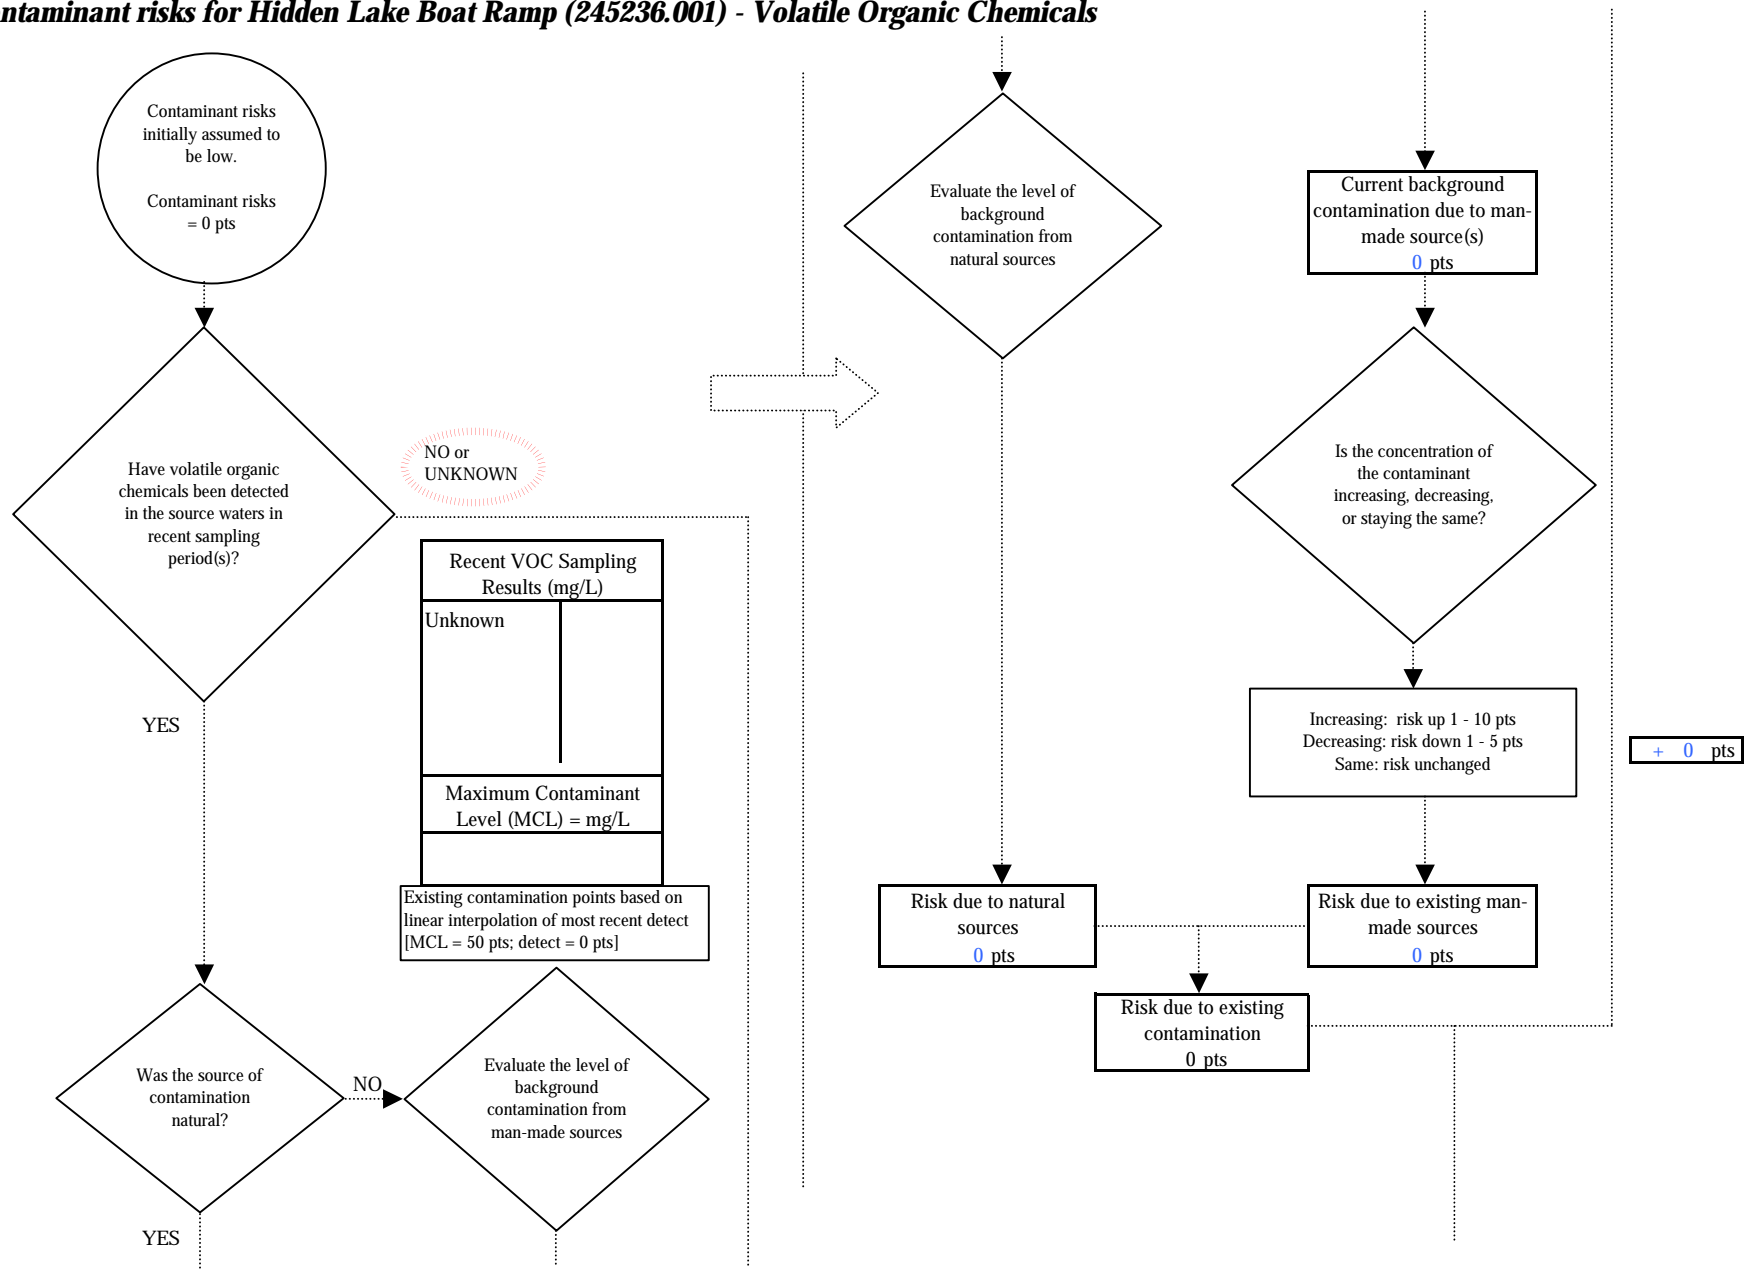 ntaminant risks for Hidden Lake Boat Ramp (245236.001) - Volatile Organic Chemicals
Contaminant risks
initially assumed to
be low.
Contaminant risks
= 0 pts
Have volatile organic
chemicals been detected
in the source waters in
recent sampling
period(s)?
NO or
UNKNOWN
YES
Recent VOC Sampling
Results (mg/L)
Unknown
Maximum Contaminant
Level (MCL) = mg/L
Existing contamination points based on
linear interpolation of most recent detect
[MCL = 50 pts; detect = 0 pts]
Was the source of
contamination
natural?
NO
YES
Evaluate the level of
background
contamination from
man-made sources
Evaluate the level of
background
contamination from
natural sources
Risk due to natural
sources
0 pts
Current background
contamination due to man-
made source(s)
0 pts
Is the concentration of
the contaminant
increasing, decreasing,
or staying the same?
Increasing: risk up 1 - 10 pts
Decreasing: risk down 1 - 5 pts
Same: risk unchanged
+ 0 pts
Risk due to existing man-
made sources
0 pts
Risk due to existing
contamination
0 pts